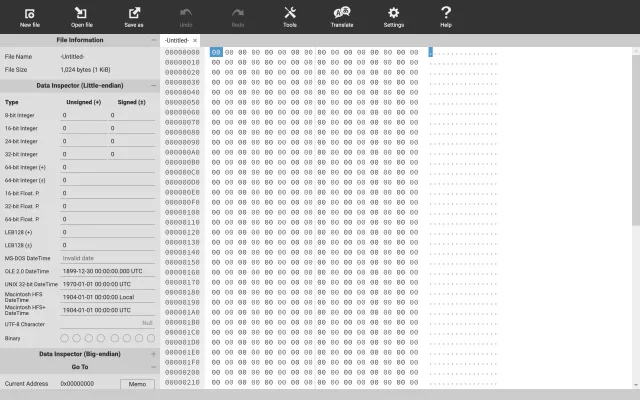 New file Open file Save as Undo Redo Tools Translate Settings Help
File Information
File Name -Untitled-
File Size 1,024 bytes (1 KiB)
Data Inspector (Little-endian)
Type Unsigned (+) Signed (±)
8-bit Integer 0 0
16-bit Integer 0 0
24-bit Integer 0 0
32-bit Integer 0 0
64-bit Integer (+) 0
64-bit Integer (±) 0
16-bit Float. P. 0
32-bit Float. P. 0
64-bit Float. P. 0
LEB128 (+) 0
LEB128 (±) 0
MS-DOS DateTime Invalid date
OLE 2.0 DateTime 1899-12-30 00:00:00.000 UTC
UNIX 32-bit DateTime 1970-01-01 00:00:00 UTC
Macintosh HFS DateTime 1904-01-01 00:00:00 Local
Macintosh HFS+ DateTime 1904-01-01 00:00:00 UTC
UTF-8 Character Null
Binary
Data Inspector (Big-endian)
Go To
Current Address 0x00000000 Memo
-Untitled- ×
00000000 00 00 00 00 00 00 00 00 00 00 00 00 00 00 00 00 ................
00000010 00 00 00 00 00 00 00 00 00 00 00 00 00 00 00 00 ................
00000020 00 00 00 00 00 00 00 00 00 00 00 00 00 00 00 00 ................
00000030 00 00 00 00 00 00 00 00 00 00 00 00 00 00 00 00 ................
00000040 00 00 00 00 00 00 00 00 00 00 00 00 00 00 00 00 ................
00000050 00 00 00 00 00 00 00 00 00 00 00 00 00 00 00 00 ................
00000060 00 00 00 00 00 00 00 00 00 00 00 00 00 00 00 00 ................
00000070 00 00 00 00 00 00 00 00 00 00 00 00 00 00 00 00 ................
00000080 00 00 00 00 00 00 00 00 00 00 00 00 00 00 00 00 ................
00000090 00 00 00 00 00 00 00 00 00 00 00 00 00 00 00 00 ................
000000A0 00 00 00 00 00 00 00 00 00 00 00 00 00 00 00 00 ................
000000B0 00 00 00 00 00 00 00 00 00 00 00 00 00 00 00 00 ................
000000C0 00 00 00 00 00 00 00 00 00 00 00 00 00 00 00 00 ................
000000D0 00 00 00 00 00 00 00 00 00 00 00 00 00 00 00 00 ................
000000E0 00 00 00 00 00 00 00 00 00 00 00 00 00 00 00 00 ................
000000F0 00 00 00 00 00 00 00 00 00 00 00 00 00 00 00 00 ................
00000100 00 00 00 00 00 00 00 00 00 00 00 00 00 00 00 00 ................
00000110 00 00 00 00 00 00 00 00 00 00 00 00 00 00 00 00 ................
00000120 00 00 00 00 00 00 00 00 00 00 00 00 00 00 00 00 ................
00000130 00 00 00 00 00 00 00 00 00 00 00 00 00 00 00 00 ................
00000140 00 00 00 00 00 00 00 00 00 00 00 00 00 00 00 00 ................
00000150 00 00 00 00 00 00 00 00 00 00 00 00 00 00 00 00 ................
00000160 00 00 00 00 00 00 00 00 00 00 00 00 00 00 00 00 ................
00000170 00 00 00 00 00 00 00 00 00 00 00 00 00 00 00 00 ................
00000180 00 00 00 00 00 00 00 00 00 00 00 00 00 00 00 00 ................
00000190 00 00 00 00 00 00 00 00 00 00 00 00 00 00 00 00 ................
000001A0 00 00 00 00 00 00 00 00 00 00 00 00 00 00 00 00 ................
000001B0 00 00 00 00 00 00 00 00 00 00 00 00 00 00 00 00 ................
000001C0 00 00 00 00 00 00 00 00 00 00 00 00 00 00 00 00 ................
000001D0 00 00 00 00 00 00 00 00 00 00 00 00 00 00 00 00 ................
000001E0 00 00 00 00 00 00 00 00 00 00 00 00 00 00 00 00 ................
000001F0 00 00 00 00 00 00 00 00 00 00 00 00 00 00 00 00 ................
00000200 00 00 00 00 00 00 00 00 00 00 00 00 00 00 00 00 ................
00000210 00 00 00 00 00 00 00 00 00 00 00 00 00 00 00 00 ................